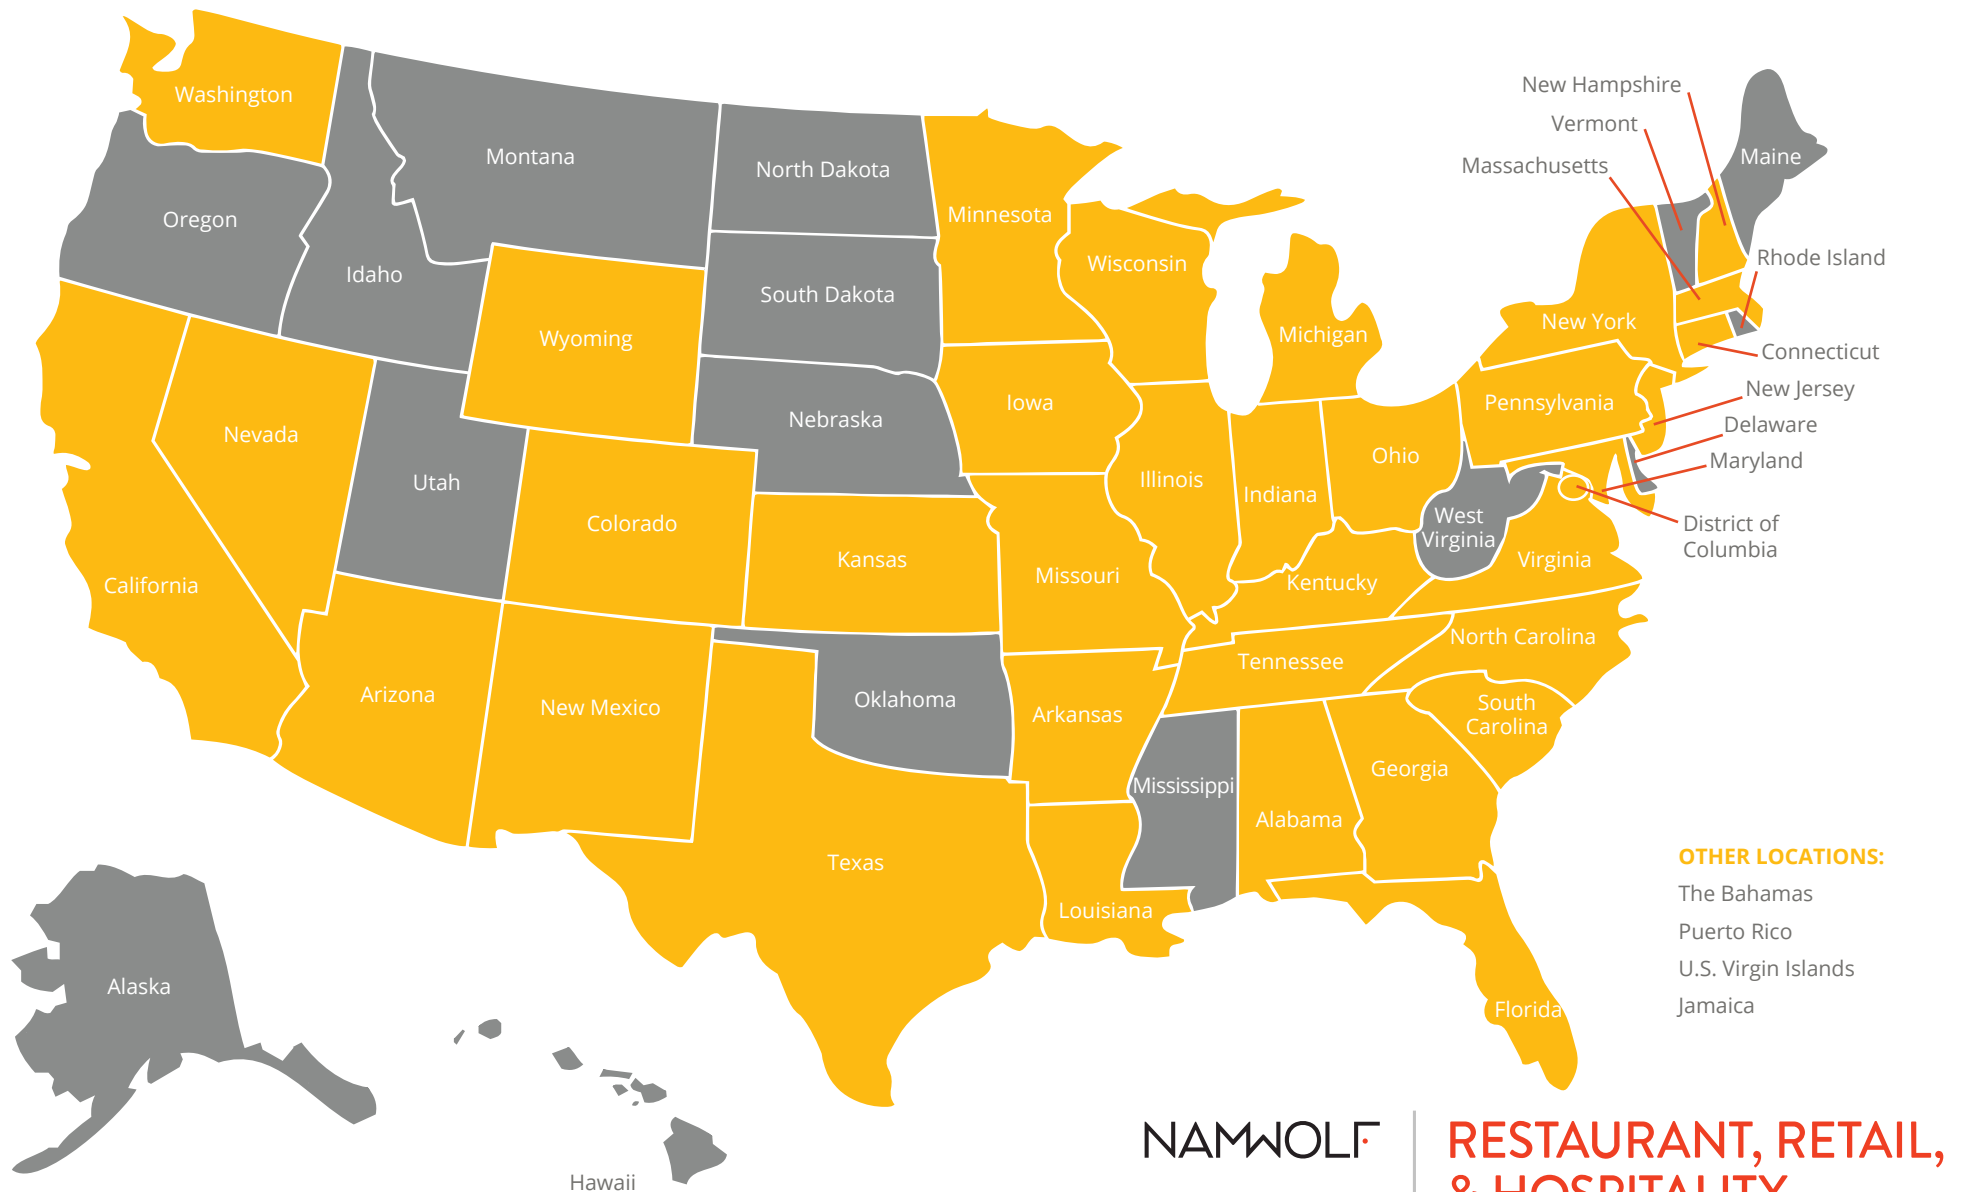 New Hampshire
Washington
Vermont
Montana
Maine
Massachusetts
North Dakota
Minnesota
Oregon
Rhode Island
Wisconsin
Idaho
South Dakota
New York
Michigan
Wyoming
Connecticut
New Jersey
Iowa
Pennsylvania
Nebraska
Delaware
Nevada
Ohio
Maryland
Illinois
Utah
Indiana
West
Virginia
Colorado
District of
Columbia
Kansas
Virginia
Missouri
California
Kentucky
North Carolina
Tennessee
Arizona
Oklahoma
South
Carolina
New Mexico
Arkansas
Georgia
Mississippi
Alabama
Texas
Louisiana
OTHER LOCATIONS:
The Bahamas
Puerto Rico
U.S. Virgin Islands
Jamaica
Alaska
Florida
NAMWOLF
RESTAURANT, RETAIL,
& HOSPITALITY
Hawaii